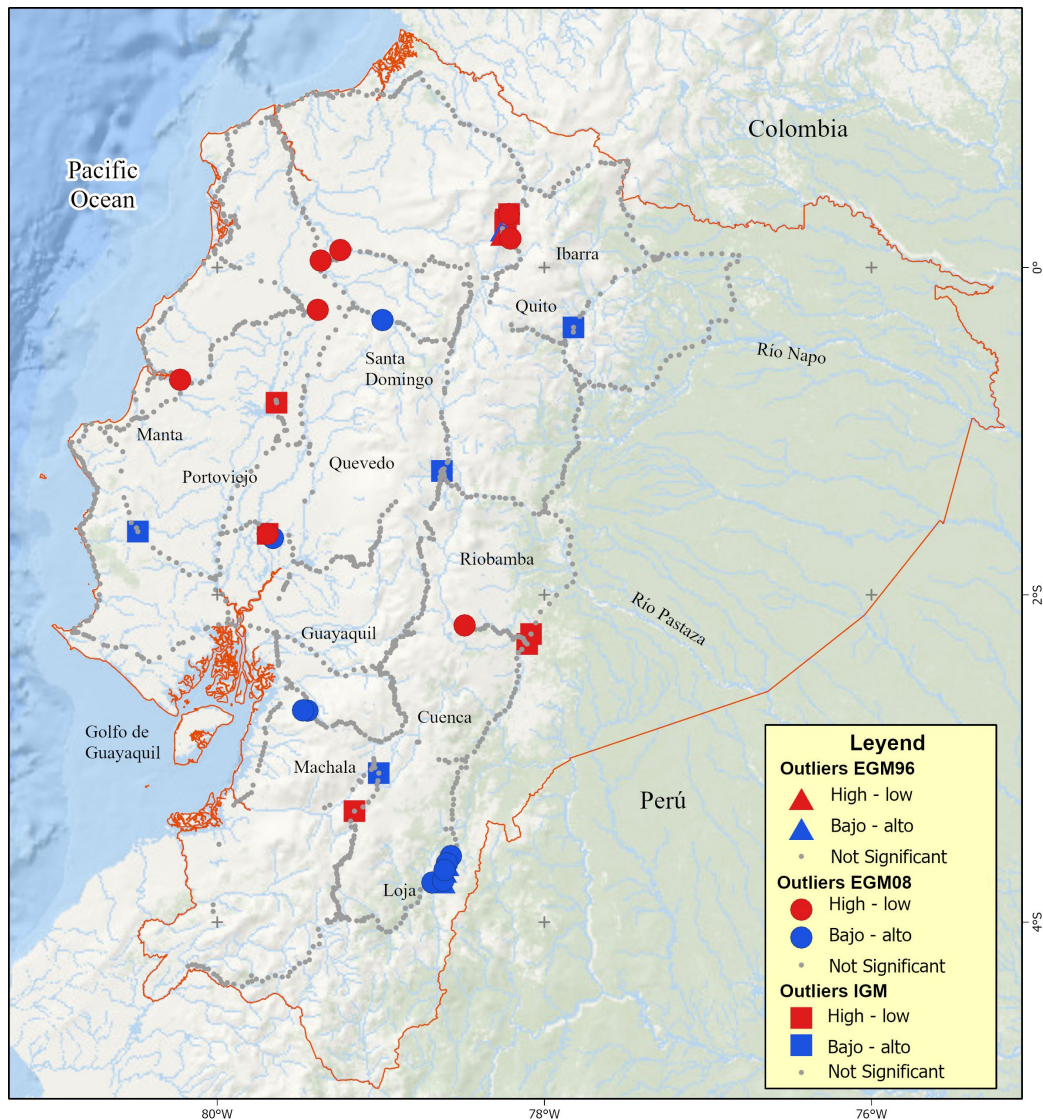 Colombia
Pacific
Ocean
Ibarra
0°
Quito
Río Napo
Santa
Domingo
Manta
Quevedo
Portoviejo
Riobamba
2°S
Río Pastaza
Guayaquil
Cuenca
Golfo de
Guayaquil
Machala
Perú
Loja
4°S
Leyend
Outliers EGM96
High - low
Bajo - alto
Not Significant
Outliers EGM08
High - low
Bajo - alto
Not Significant
Outliers IGM
High - low
Bajo - alto
Not Significant
80°W
78°W
76°W